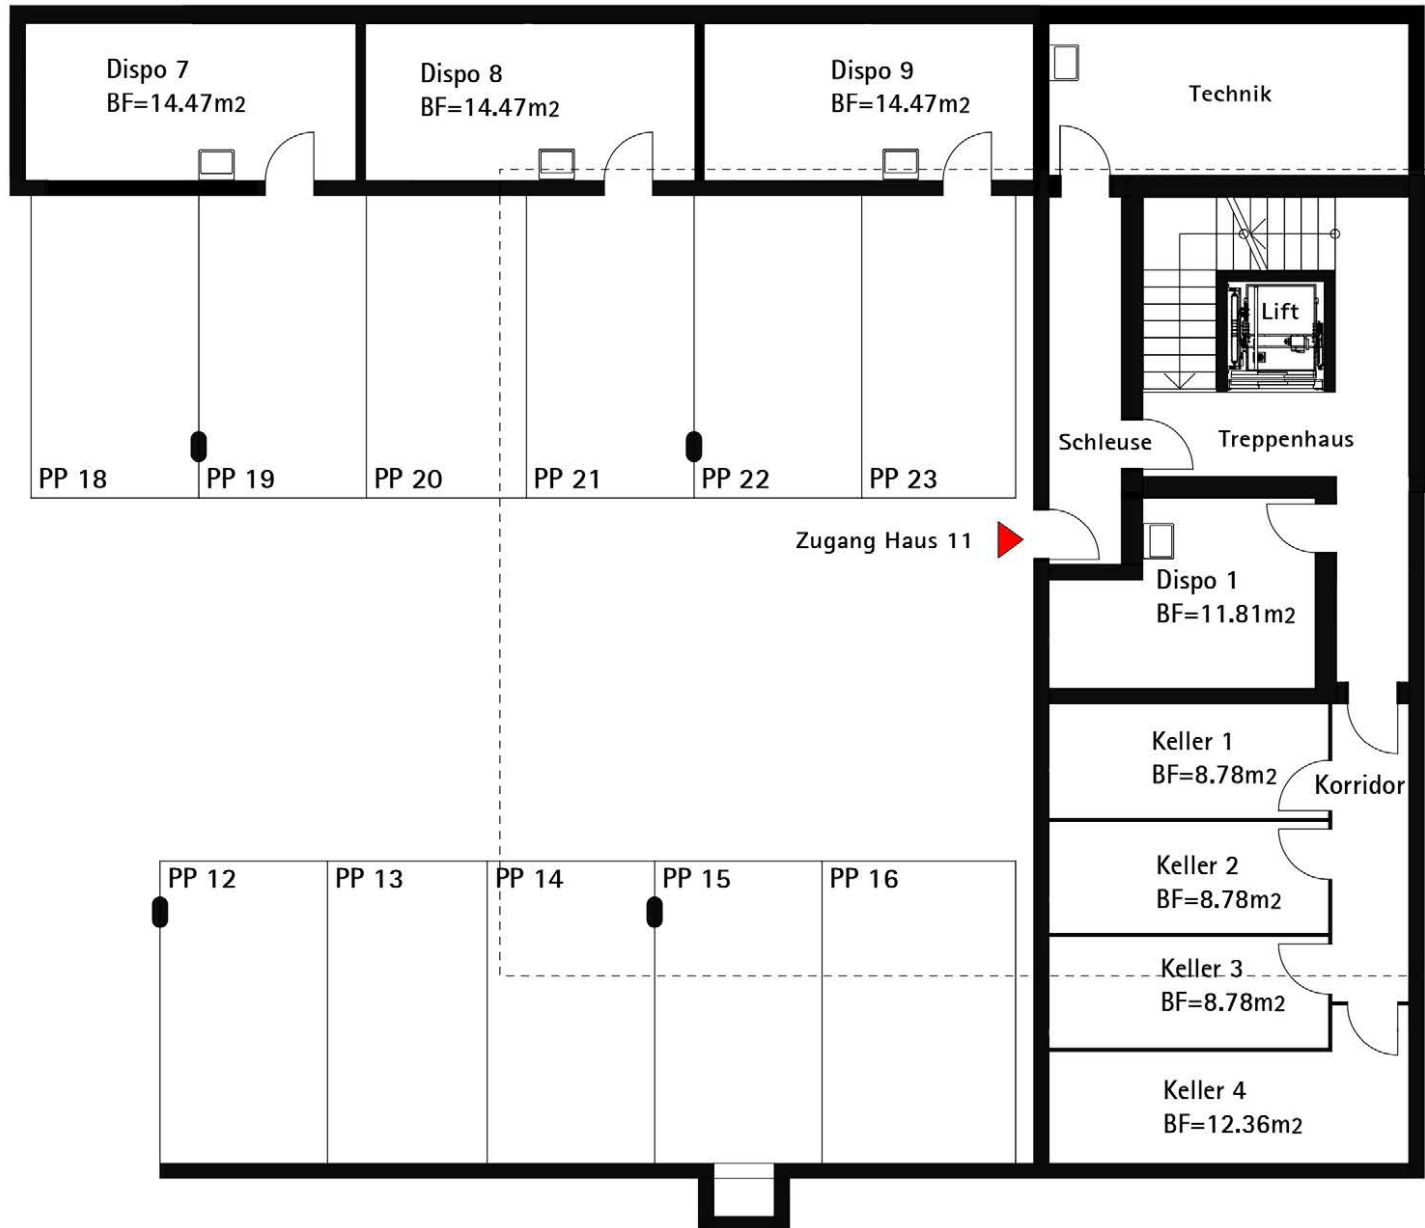 Dispo 7
BF=14.47m2
Dispo 8
BF=14.47m2
Dispo 9
BF=14.47m2
Technik
Lift
Schleuse
Treppenhaus
PP 18
PP 19
PP 20
PP 21
PP 22
PP 23
Zugang Haus 11
Dispo 1
BF=11.81m2
Keller 1
BF=8.78m2
Korridor
Keller 2
BF=8.78m2
PP 12
PP 13
PP 14
PP 15
PP 16
Keller 3
BF=8.78m2
Keller 4
BF=12.36m2